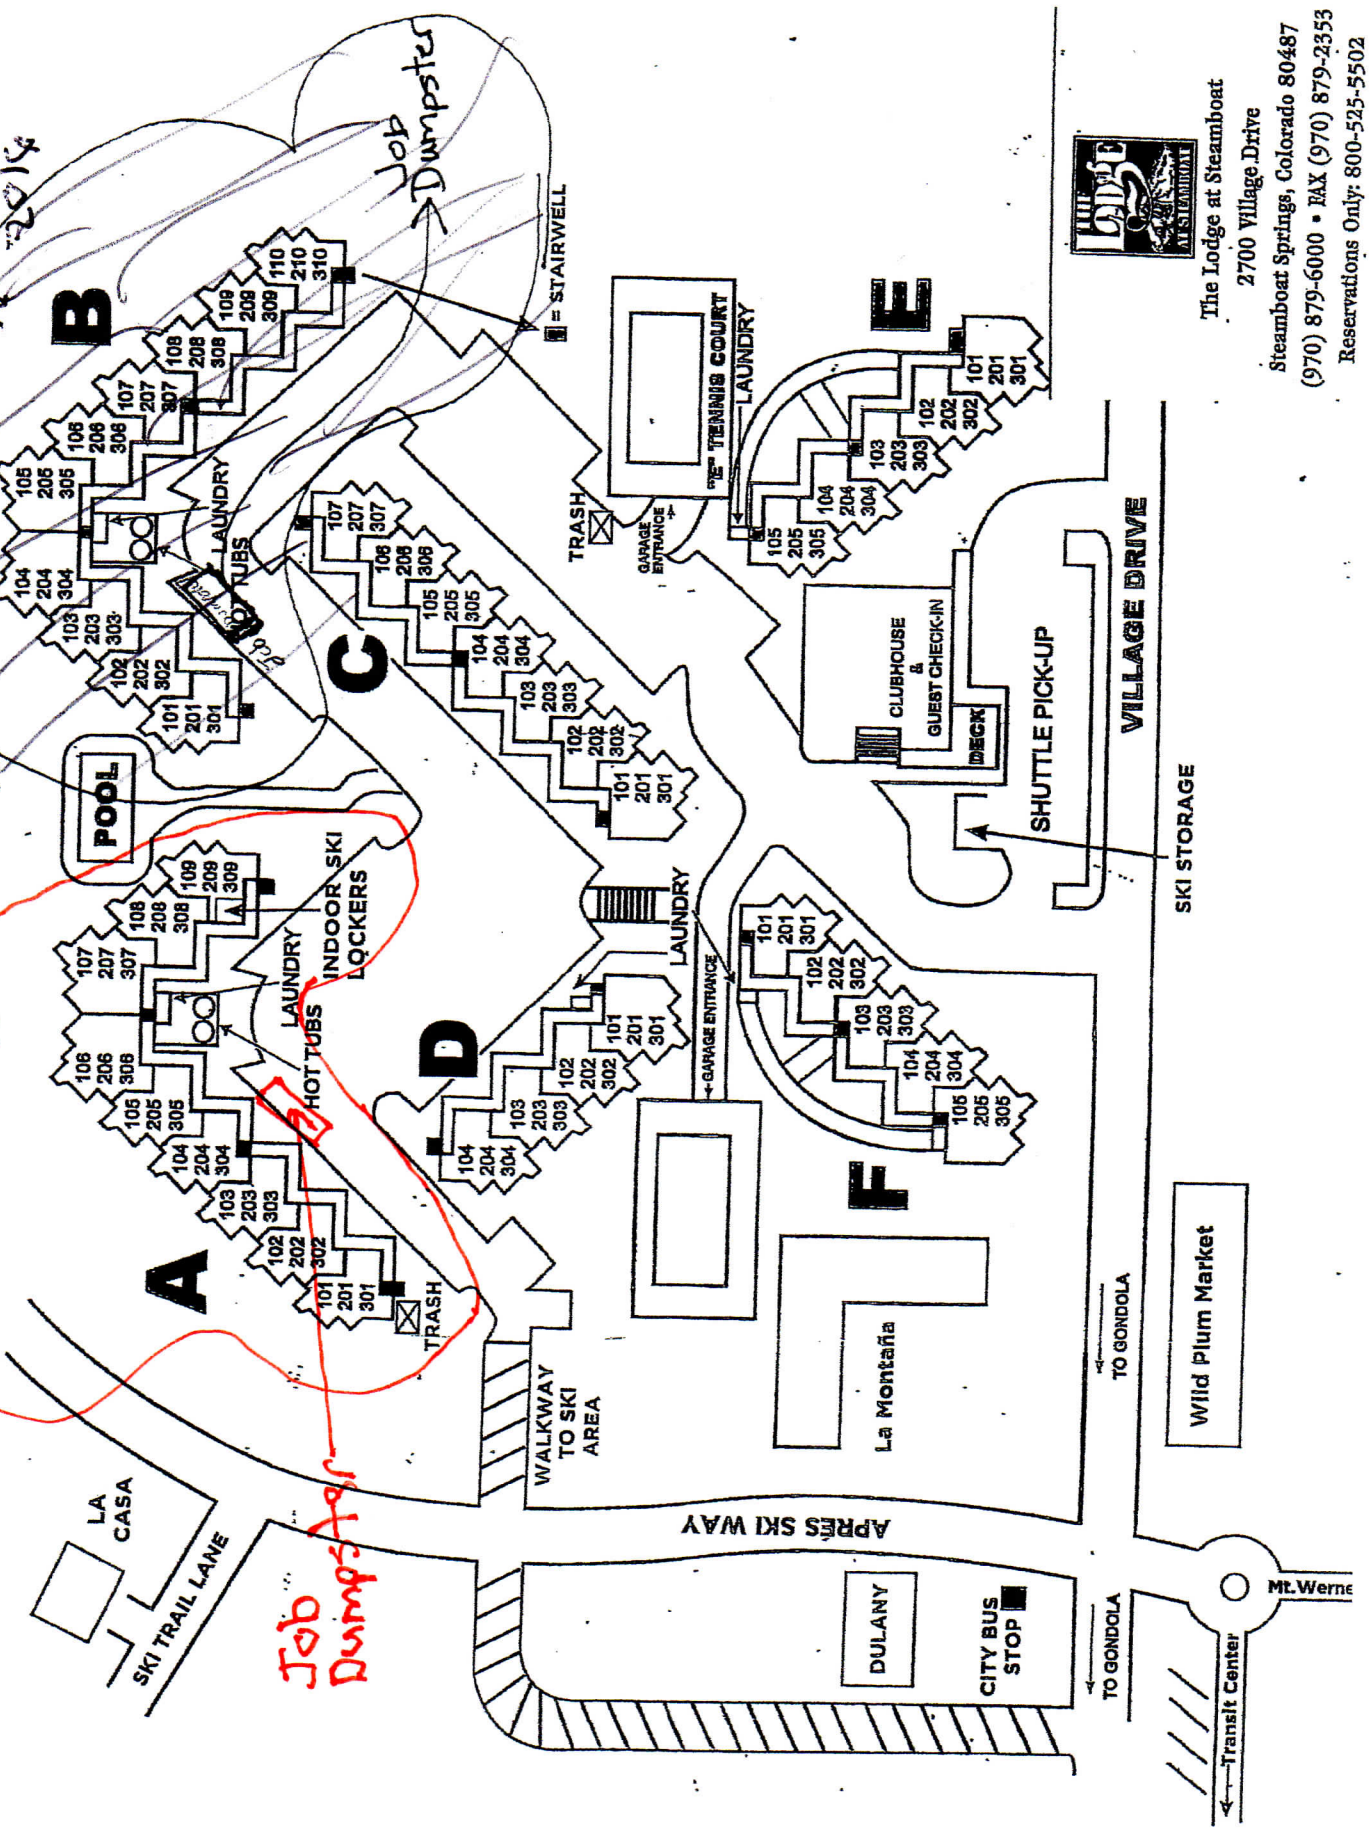 2014
B
110
210
310
109
209
309
108
208
308
107
207
307
106
206
306
105
205
305
104
204
304
103
203
303
102
202
302
101
201
301
LAUNDRY
TUBS
Job
Job
Dumpster
= STAIRWELL
POOL
A
109
209
309
108
208
308
107
207
307
106
206
306
105
205
305
104
204
304
103
203
303
102
202
302
101
201
301
LAUNDRY
INDOOR SKI
LOCKERS
HOT TUBS
TRASH
Job
Dumpster
C
107
207
307
106
206
306
105
205
305
104
204
304
103
203
303
102
202
302
101
201
301
D
101
201
301
102
202
302
103
203
303
104
204
304
LAUNDRY
TRASH
GARAGE
ENTRANCE
"E" TENNIS COURT
LAUNDRY
E
101
201
301
102
202
302
103
203
303
104
204
304
105
205
305
CLUBHOUSE
&
GUEST CHECK-IN
DECK
SHUTTLE PICK-UP
SKI STORAGE
VILLAGE DRIVE
GARAGE ENTRANCE
F
101
201
301
102
202
302
103
203
303
104
204
304
105
205
305
LA
CASA
SKI TRAIL LANE
WALKWAY
TO SKI
AREA
APRES SKI WAY
La Montaña
TO GONDOLA
Wild Plum Market
DULANY
CITY BUS
STOP
TO GONDOLA
Transit Center
Mt.Werne
THE
LODGE
AT STEAMBOAT
The Lodge at Steamboat
2700 Village Drive
Steamboat Springs, Colorado 80487
(970) 879-6000 • FAX (970) 879-2353
Reservations Only: 800-525-5502